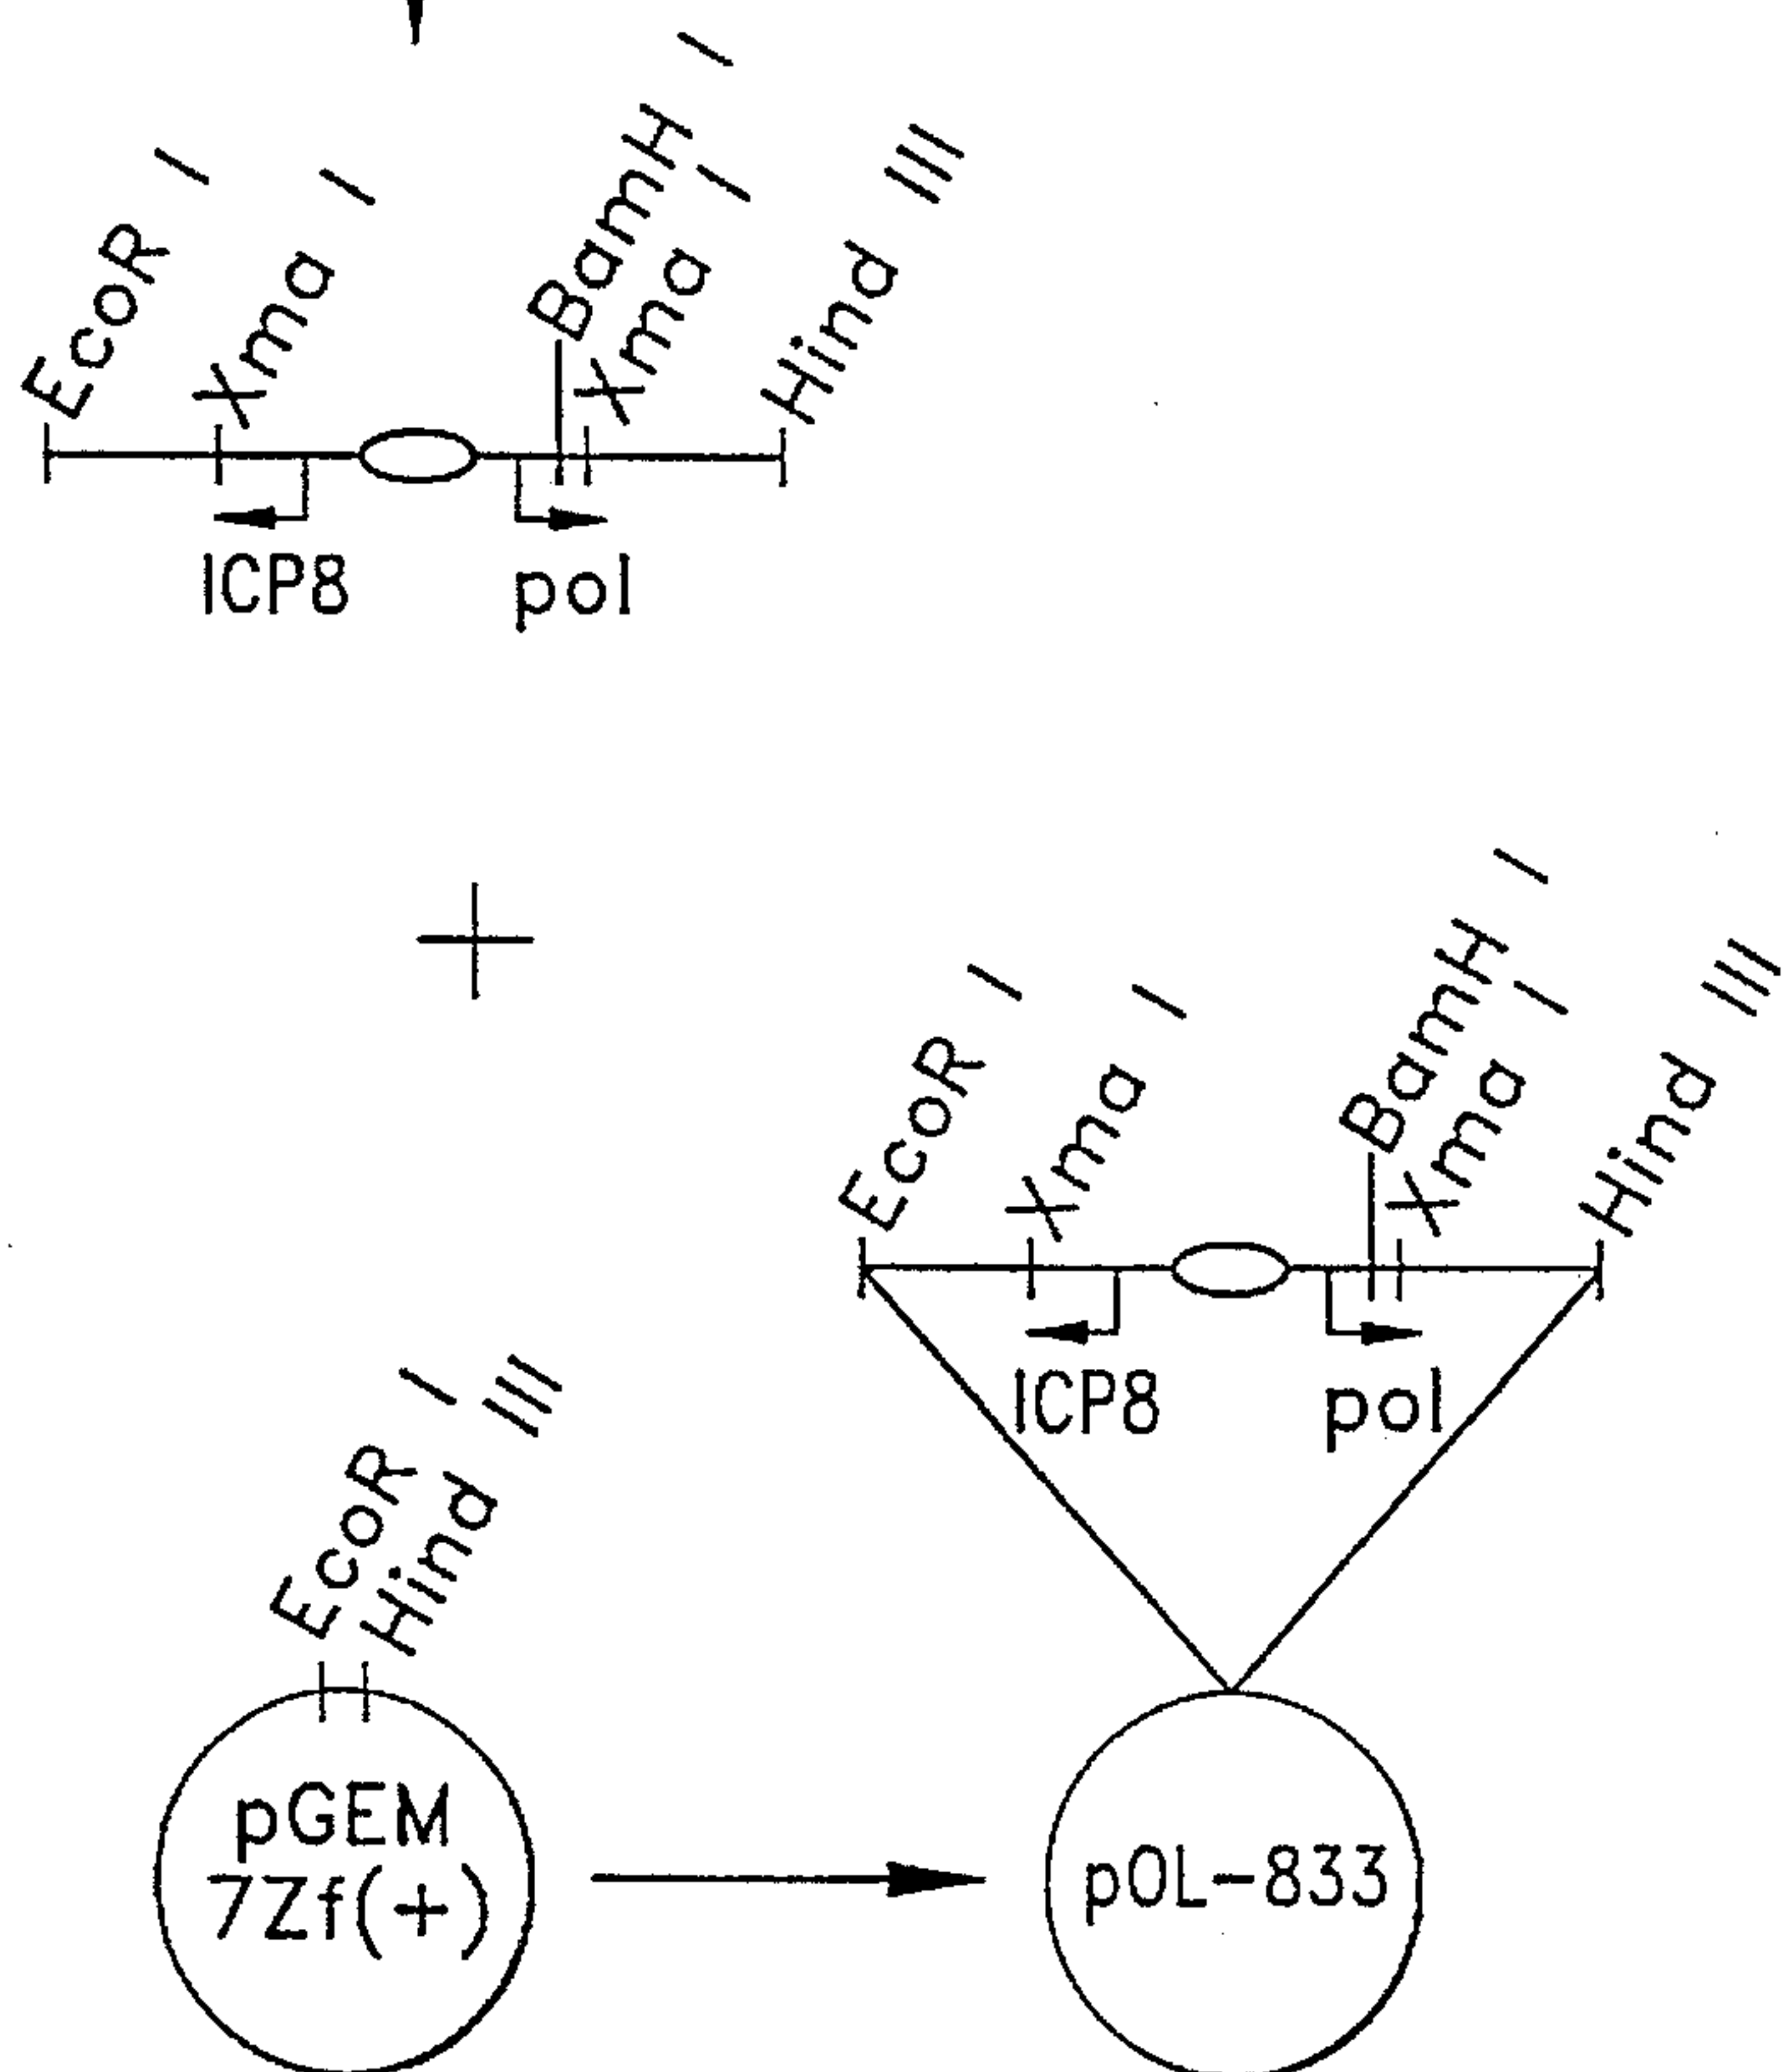 EcoR I
Xma I
BamH I
Xma I
Hind III
ICP8
pol
+
EcoR I
Xma I
BamH I
Xma I
Hind III
ICP8
pol
EcoR I
Hind III
pGEM
7Zf(+)
pOL-833